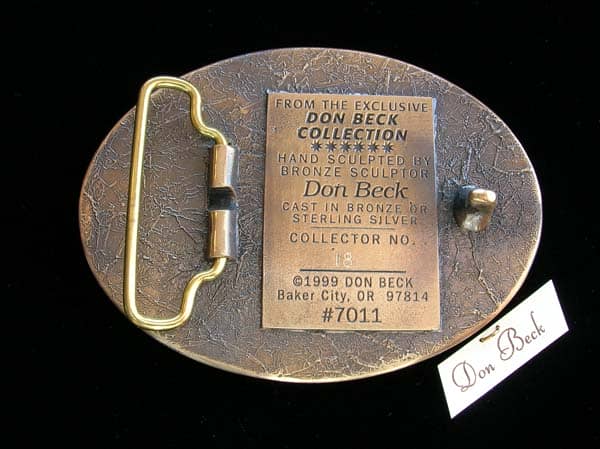 FROM THE EXCLUSIVE
DON BECK
COLLECTION
✶✶✶✶✶✶
HAND SCULPTED BY
BRONZE SCULPTOR
Don Beck
CAST IN BRONZE OR
STERLING SILVER
COLLECTOR NO.
18
©1999 DON BECK
Baker City, OR 97814
#7011
Don Beck